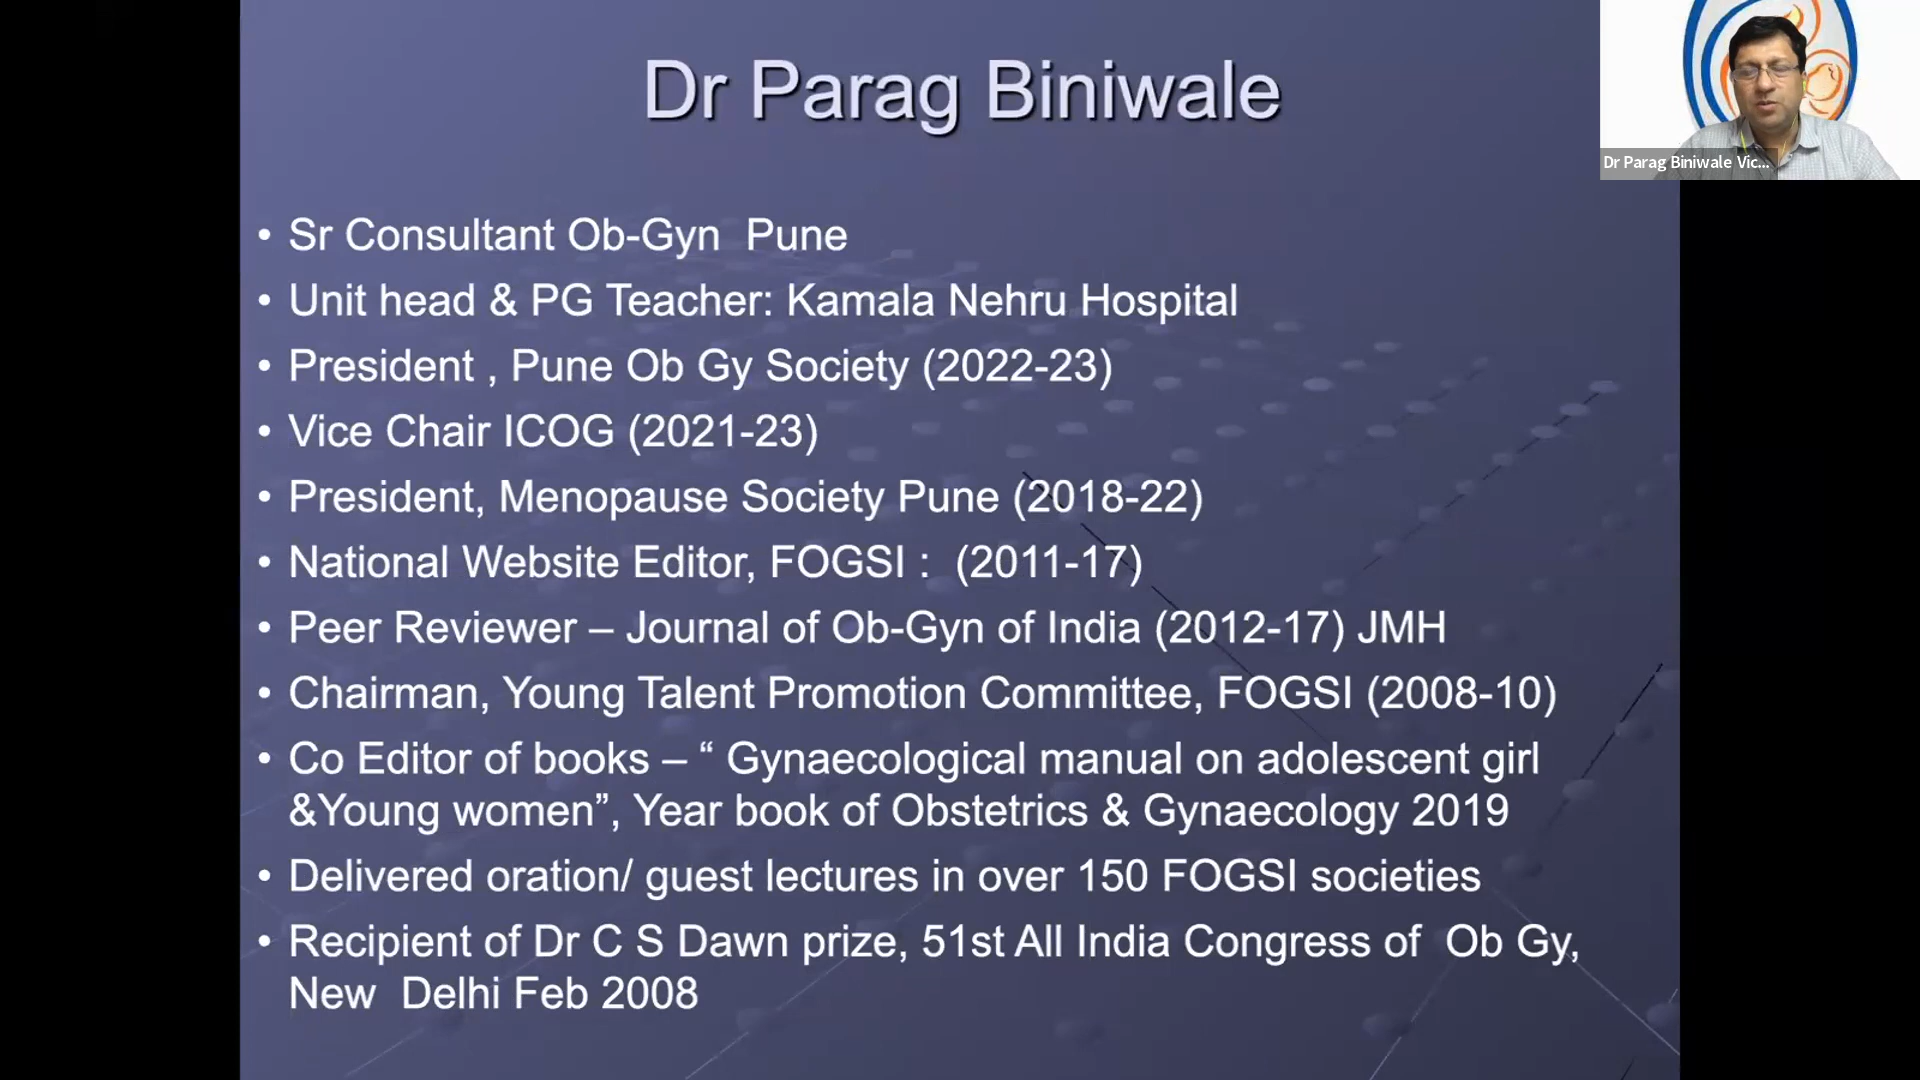 Dr Parag Biniwale
Dr Parag Biniwale Vic...
• Sr Consultant Ob-Gyn Pune
• Unit head & PG Teacher: Kamala Nehru Hospital
• President , Pune Ob Gy Society (2022-23)
• Vice Chair ICOG (2021-23)
• President, Menopause Society Pune (2018-22)
• National Website Editor, FOGSI : (2011-17)
• Peer Reviewer – Journal of Ob-Gyn of India (2012-17) JMH
• Chairman, Young Talent Promotion Committee, FOGSI (2008-10)
• Co Editor of books – “ Gynaecological manual on adolescent girl
&Young women”, Year book of Obstetrics & Gynaecology 2019
• Delivered oration/ guest lectures in over 150 FOGSI societies
• Recipient of Dr C S Dawn prize, 51st All India Congress of Ob Gy,
New Delhi Feb 2008